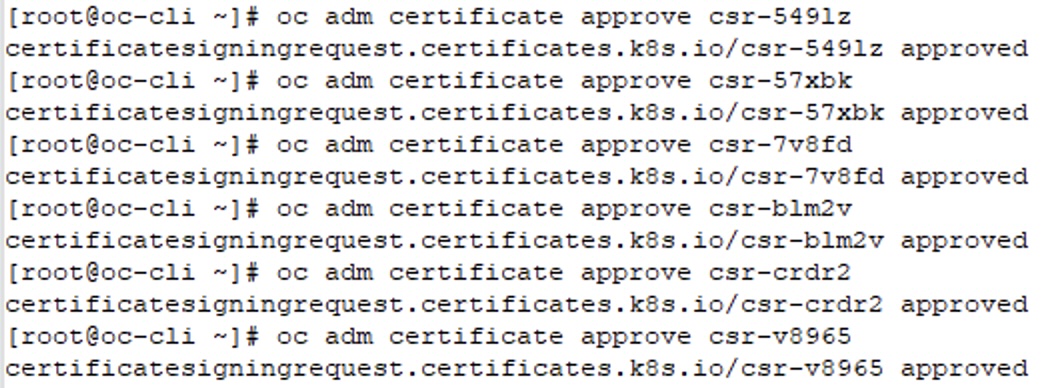 [root@oc-cli ~]# oc adm certificate approve csr-549lz
certificatesigningrequest.certificates.k8s.io/csr-549lz approved
[root@oc-cli ~]# oc adm certificate approve csr-57xbk
certificatesigningrequest.certificates.k8s.io/csr-57xbk approved
[root@oc-cli ~]# oc adm certificate approve csr-7v8fd
certificatesigningrequest.certificates.k8s.io/csr-7v8fd approved
[root@oc-cli ~]# oc adm certificate approve csr-blm2v
certificatesigningrequest.certificates.k8s.io/csr-blm2v approved
[root@oc-cli ~]# oc adm certificate approve csr-crdr2
certificatesigningrequest.certificates.k8s.io/csr-crdr2 approved
[root@oc-cli ~]# oc adm certificate approve csr-v8965
certificatesigningrequest.certificates.k8s.io/csr-v8965 approved